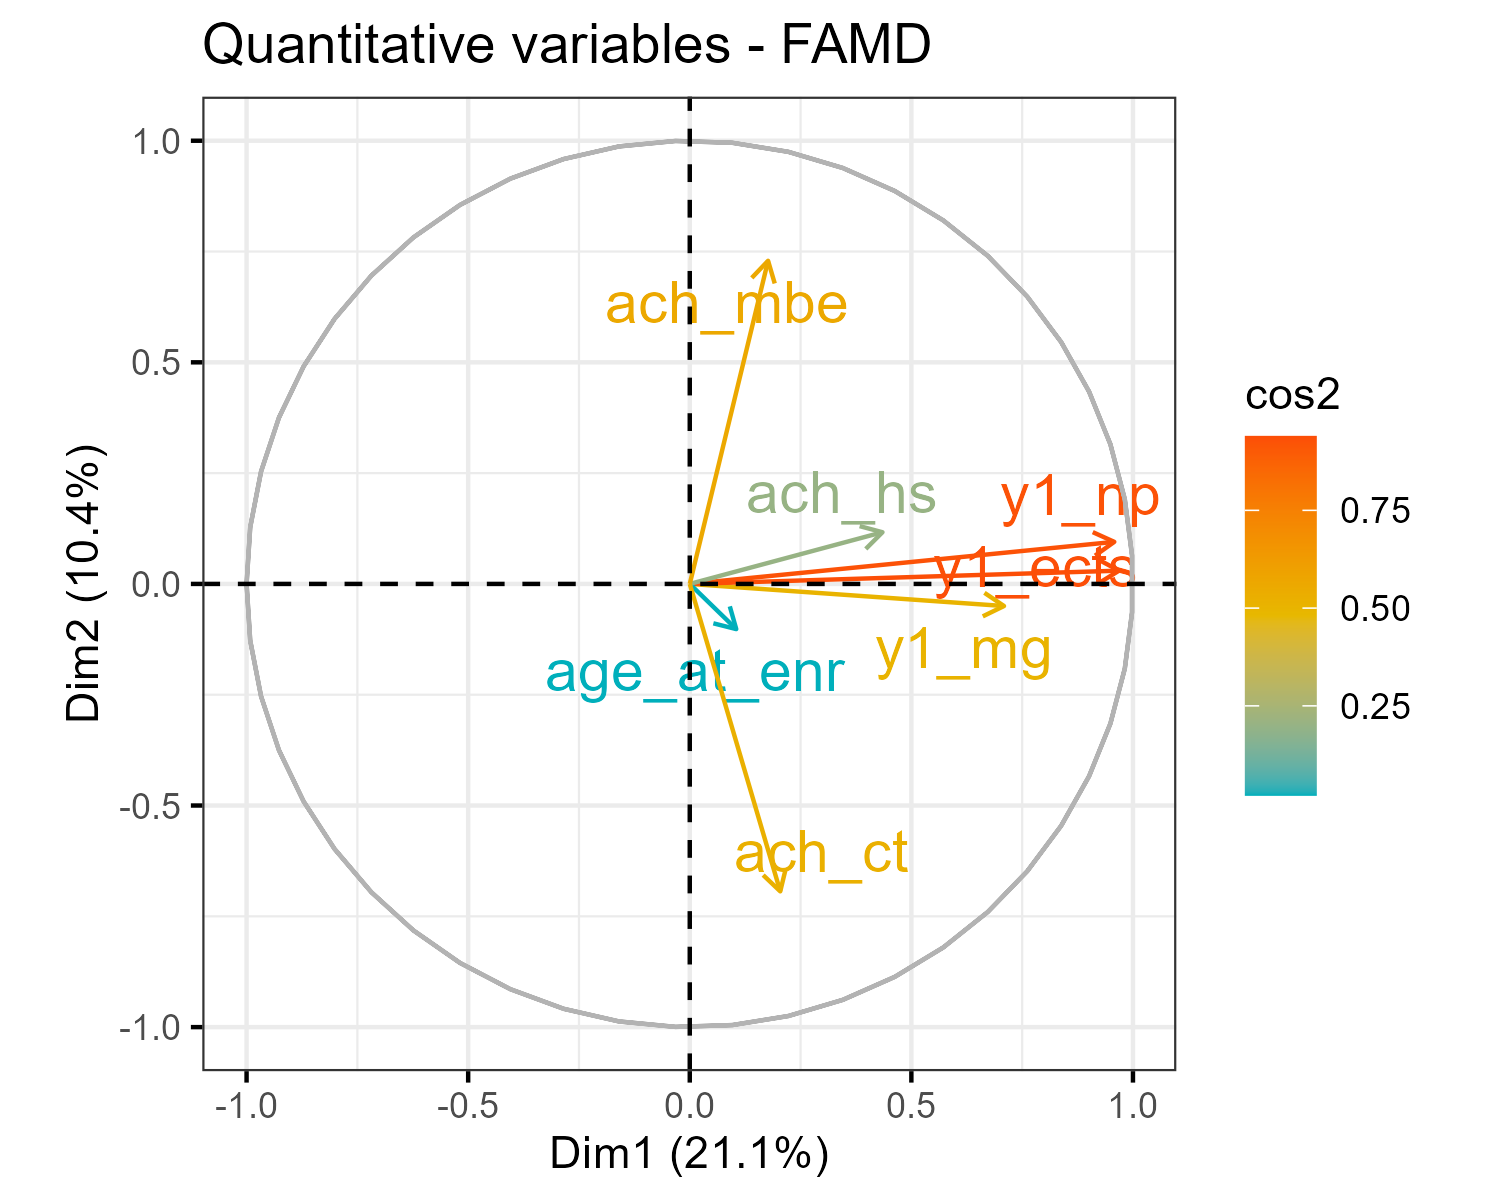 Quantitative variables - FAMD
1.0
0.5
0.0
-0.5
-1.0
Dim2 (10.4%)
ach_mbe
ach_hs
y1_np
y1_ects
y1_mg
age_at_enr
ach_ct
-1.0
-0.5
0.0
0.5
1.0
Dim1 (21.1%)
cos2
0.75
0.50
0.25